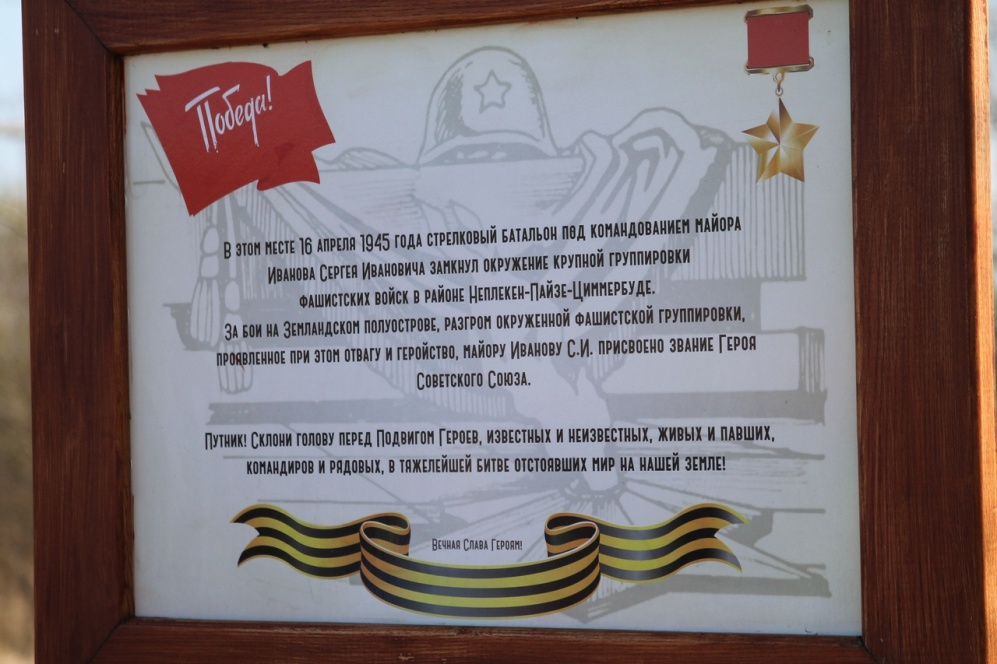 Победа!
В этом месте 16 апреля 1945 года стрелковый батальон под командованием майора
Иванова Сергея Ивановича замкнул окружение крупной группировки
фашистских войск в районе Неплекен-Пайзе-Циммербуде.
За бои на Земландском полуострове, разгром окруженной фашистской группировки,
проявленное при этом отвагу и геройство, майору Иванову С.И. присвоено звание Героя
Советского Союза.
Путник! Склони голову перед Подвигом Героев, известных и неизвестных, живых и павших,
командиров и рядовых, в тяжелейшей битве отстоявших мир на нашей земле!
Вечная Слава Героям!